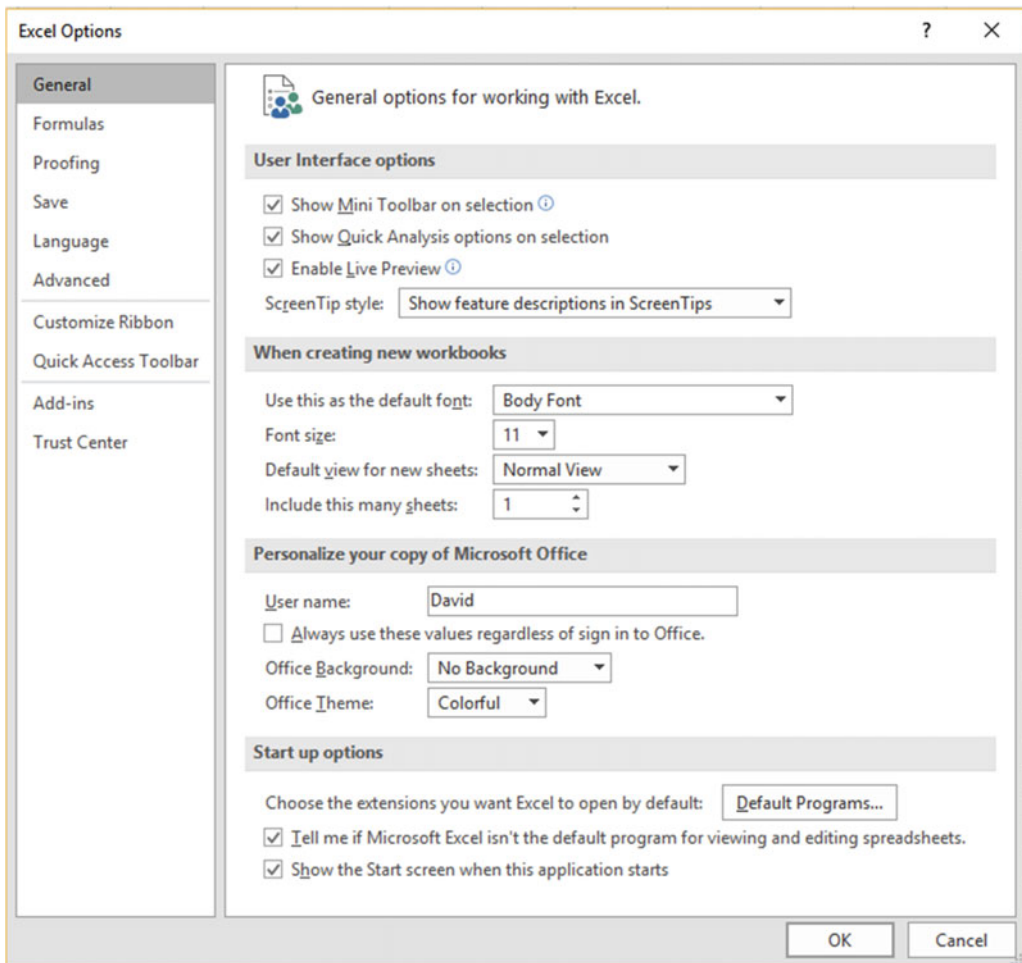 Excel Options ?
General
Formulas
Proofing
Save
Language
Advanced
Customize Ribbon
Quick Access Toolbar
Add-ins
Trust Center
General options for working with Excel.
User Interface options
Show Mini Toolbar on selection
Show Quick Analysis options on selection
Enable Live Preview
ScreenTip style: Show feature descriptions in ScreenTips
When creating new workbooks
Use this as the default font: Body Font
Font size: 11
Default view for new sheets: Normal View
Include this many sheets: 1
Personalize your copy of Microsoft Office
User name: David
Always use these values regardless of sign in to Office.
Office Background: No Background
Office Theme: Colorful
Start up options
Choose the extensions you want Excel to open by default: Default Programs...
Tell me if Microsoft Excel isn't the default program for viewing and editing spreadsheets.
Show the Start screen when this application starts
OK Cancel